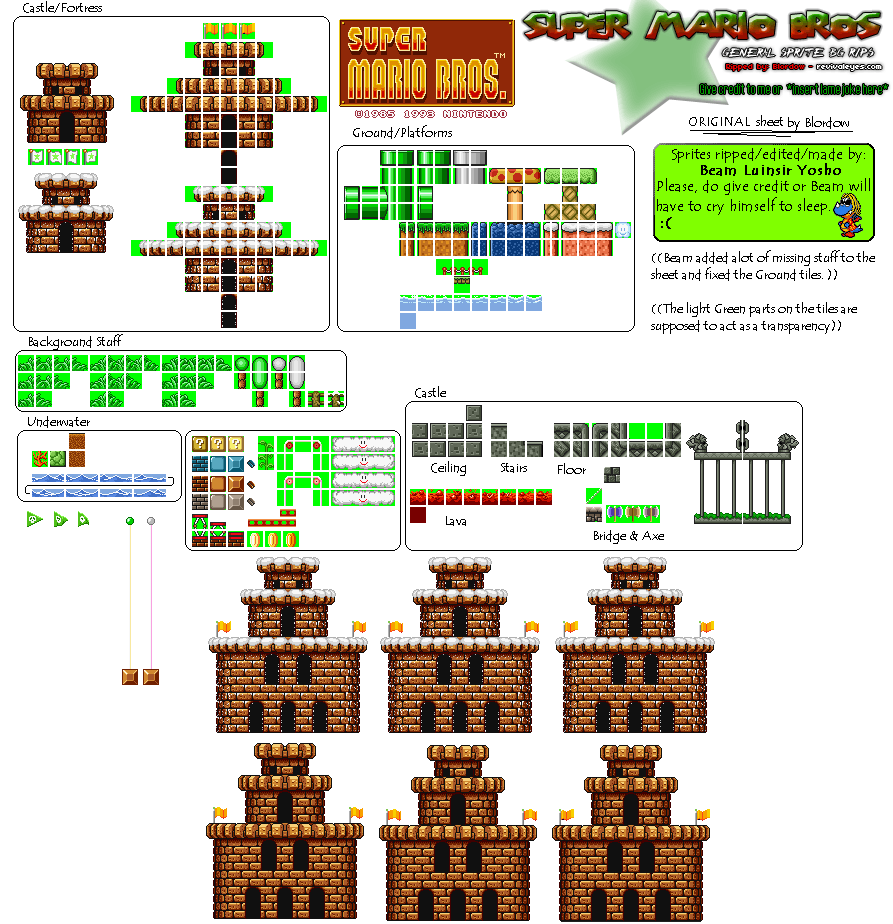 Castle/Fortress
SUPER
MARIO BROS.™
©1985 1993 NINTENDO
SUPER MARIO BROS
GENERAL SPRITE BG RIPS
Ripped by: Blordow - revivaleyes.com
Give credit to me or *insert lame joke here*
ORIGINAL sheet by Blordow
Ground/Platforms
Sprites ripped/edited/made by:
Beam Luinsir Yosho
Please, do give credit or Beam will
have to cry himself to sleep.
:(
((Beam added alot of missing stuff to the
sheet and fixed the Ground tiles. ))
((The light Green parts on the tiles are
supposed to act as a transparency))
Background Stuff
Underwater
Castle
Ceiling
Stairs
Floor
Lava
Bridge & Axe